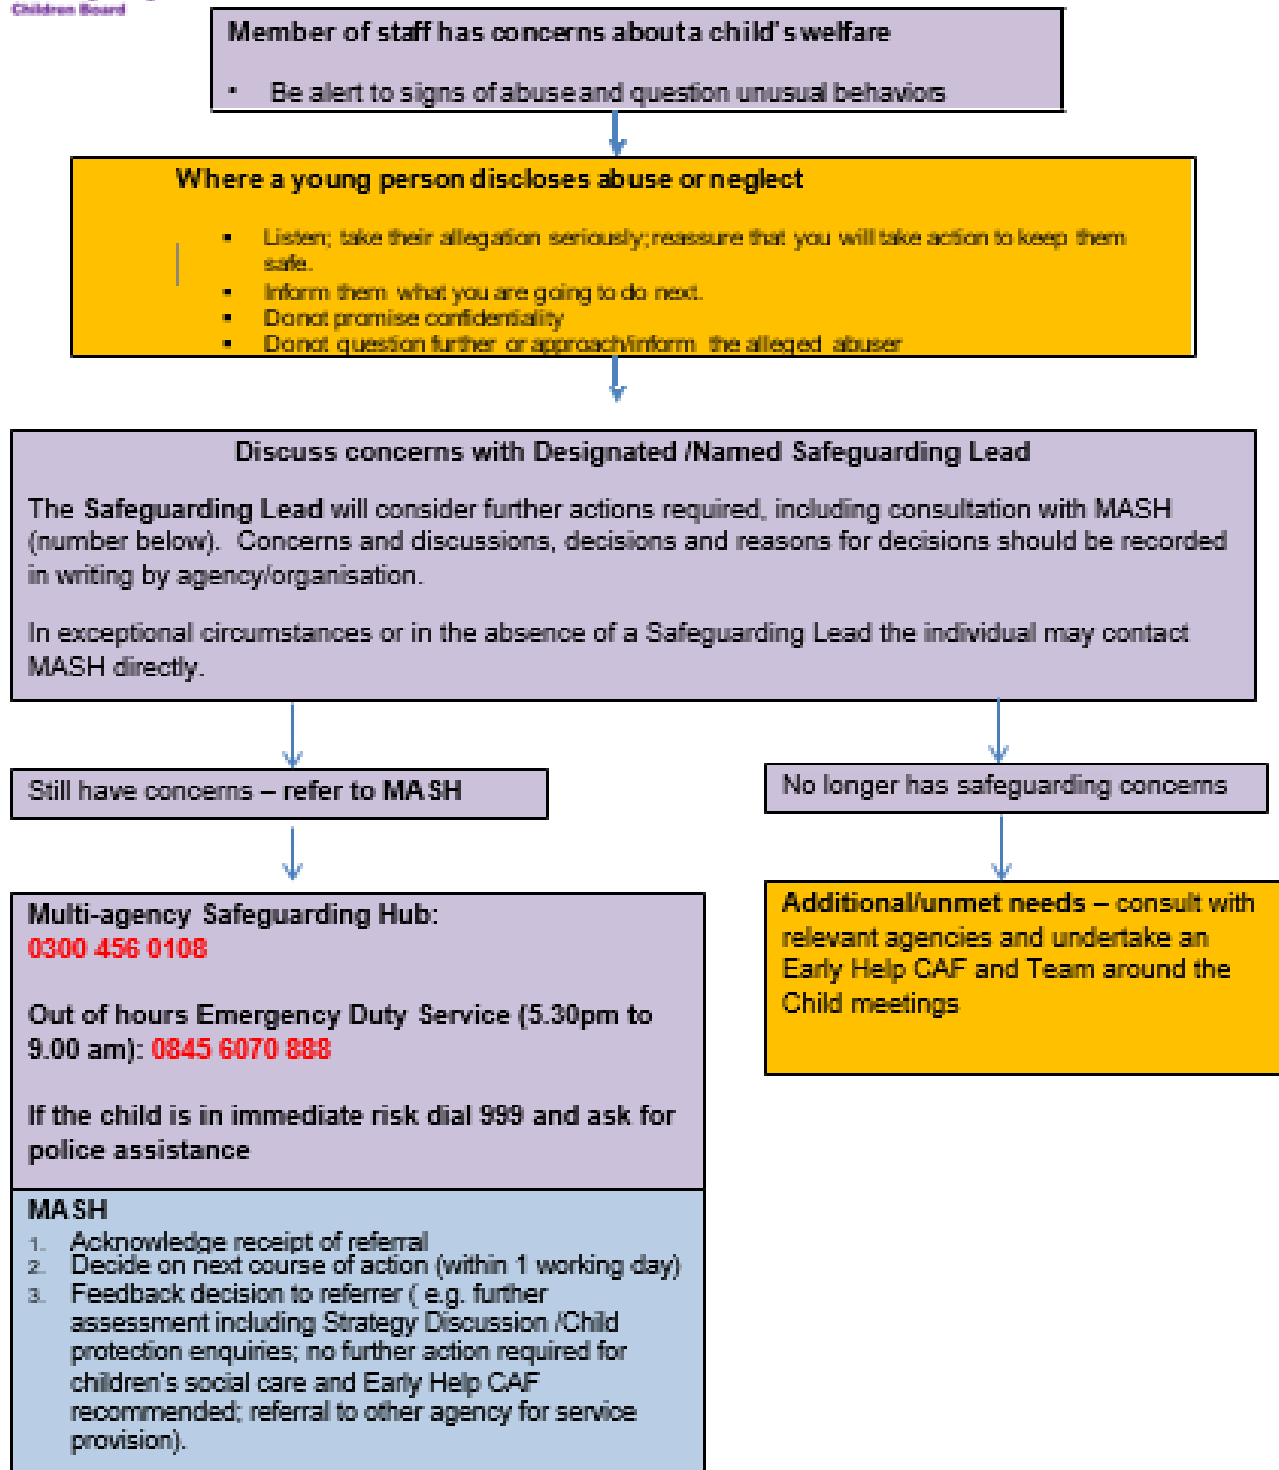 Children Board
Member of staff has concerns about a child's welfare
▪ Be alert to signs of abuse and question unusual behaviors
Where a young person discloses abuse or neglect
▪ Listen; take their allegation seriously; reassure that you will take action to keep them
safe.
▪ Inform them what you are going to do next.
▪ Do not promise confidentiality
▪ Do not question further or approach/inform the alleged abuser
Discuss concerns with Designated /Named Safeguarding Lead
The Safeguarding Lead will consider further actions required, including consultation with MASH
(number below). Concerns and discussions, decisions and reasons for decisions should be recorded
in writing by agency/organisation.
In exceptional circumstances or in the absence of a Safeguarding Lead the individual may contact
MASH directly.
Still have concerns – refer to MASH
No longer has safeguarding concerns
Multi-agency Safeguarding Hub:
0300 456 0108
Out of hours Emergency Duty Service (5.30pm to
9.00 am): 0845 6070 888
If the child is in immediate risk dial 999 and ask for
police assistance
Additional/unmet needs – consult with
relevant agencies and undertake an
Early Help CAF and Team around the
Child meetings
MASH
1. Acknowledge receipt of referral
2. Decide on next course of action (within 1 working day)
3. Feedback decision to referrer ( e.g. further
assessment including Strategy Discussion /Child
protection enquiries; no further action required for
children's social care and Early Help CAF
recommended; referral to other agency for service
provision).